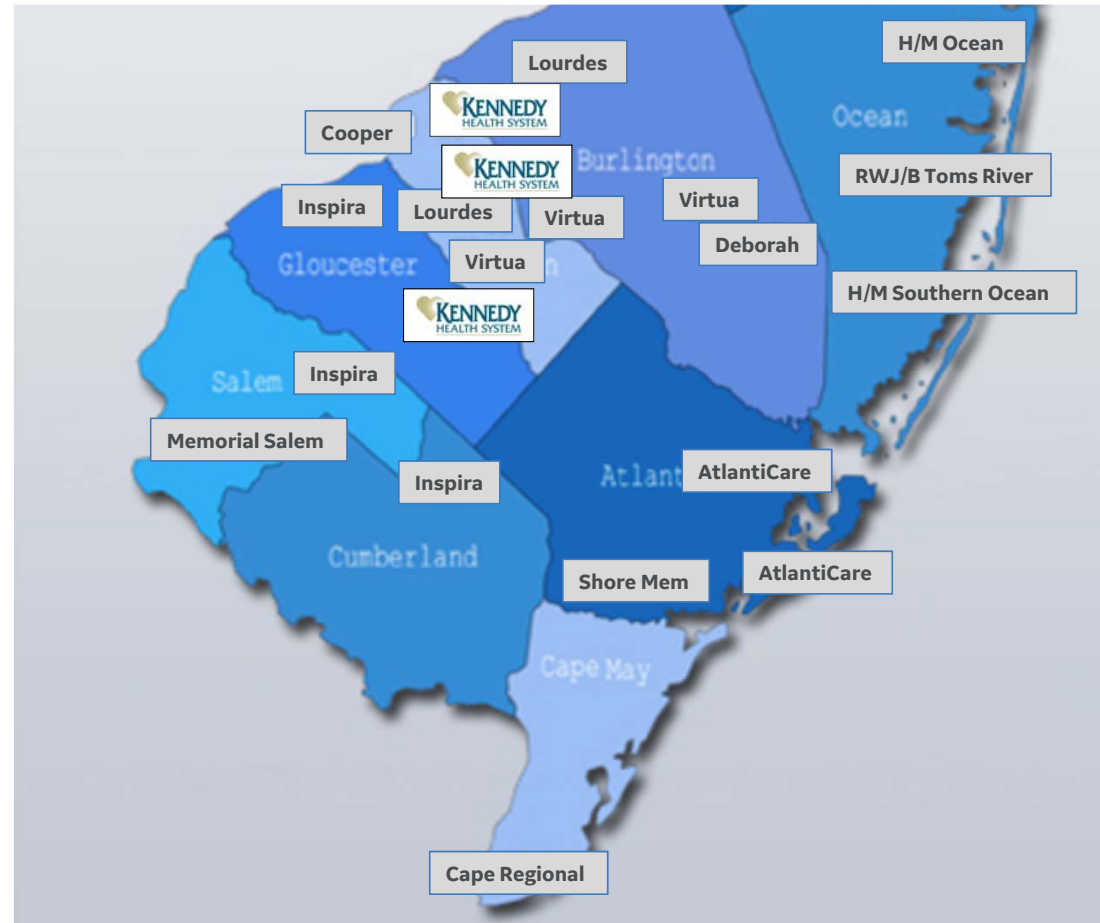 H/M Ocean
Lourdes
KENNEDY
HEALTH SYSTEM
Ocean
Cooper
KENNEDY
HEALTH SYSTEM
Burlington
RWJ/B Toms River
Inspira
Lourdes
Virtua
Virtua
Deborah
Gloucester
Virtua
n
H/M Southern Ocean
KENNEDY
HEALTH SYSTEM
Salem
Inspira
Memorial Salem
Inspira
Atlant
AtlantiCare
Cumberland
Shore Mem
AtlantiCare
Cape May
Cape Regional